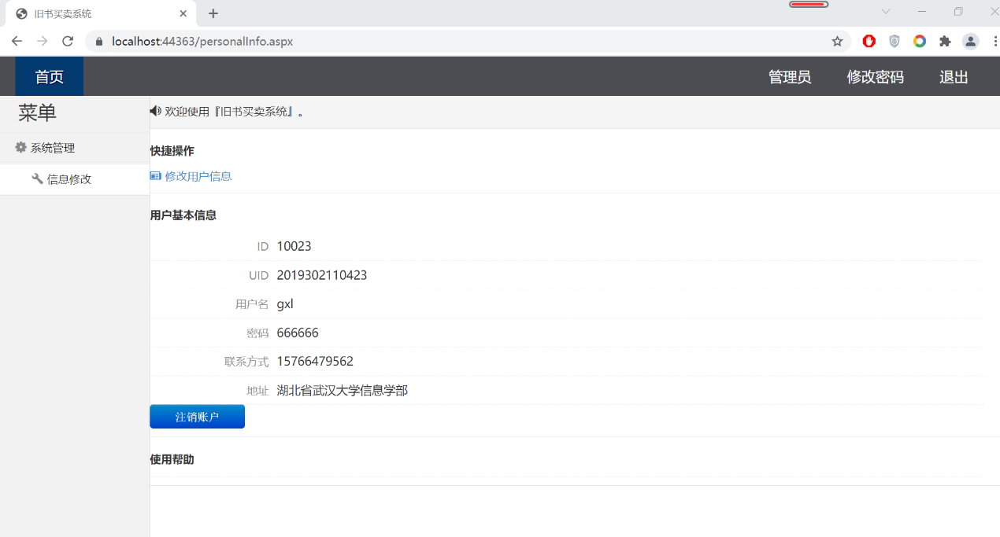 旧书买卖系统
localhost:44363/personalInfo.aspx
首页 管理员 修改密码 退出
菜单
欢迎使用『旧书买卖系统』。
系统管理
信息修改
快捷操作
修改用户信息
用户基本信息
ID 10023
UID 2019302110423
用户名 gxl
密码 666666
联系方式 15766479562
地址 湖北省武汉大学信息学部
注销账户
使用帮助